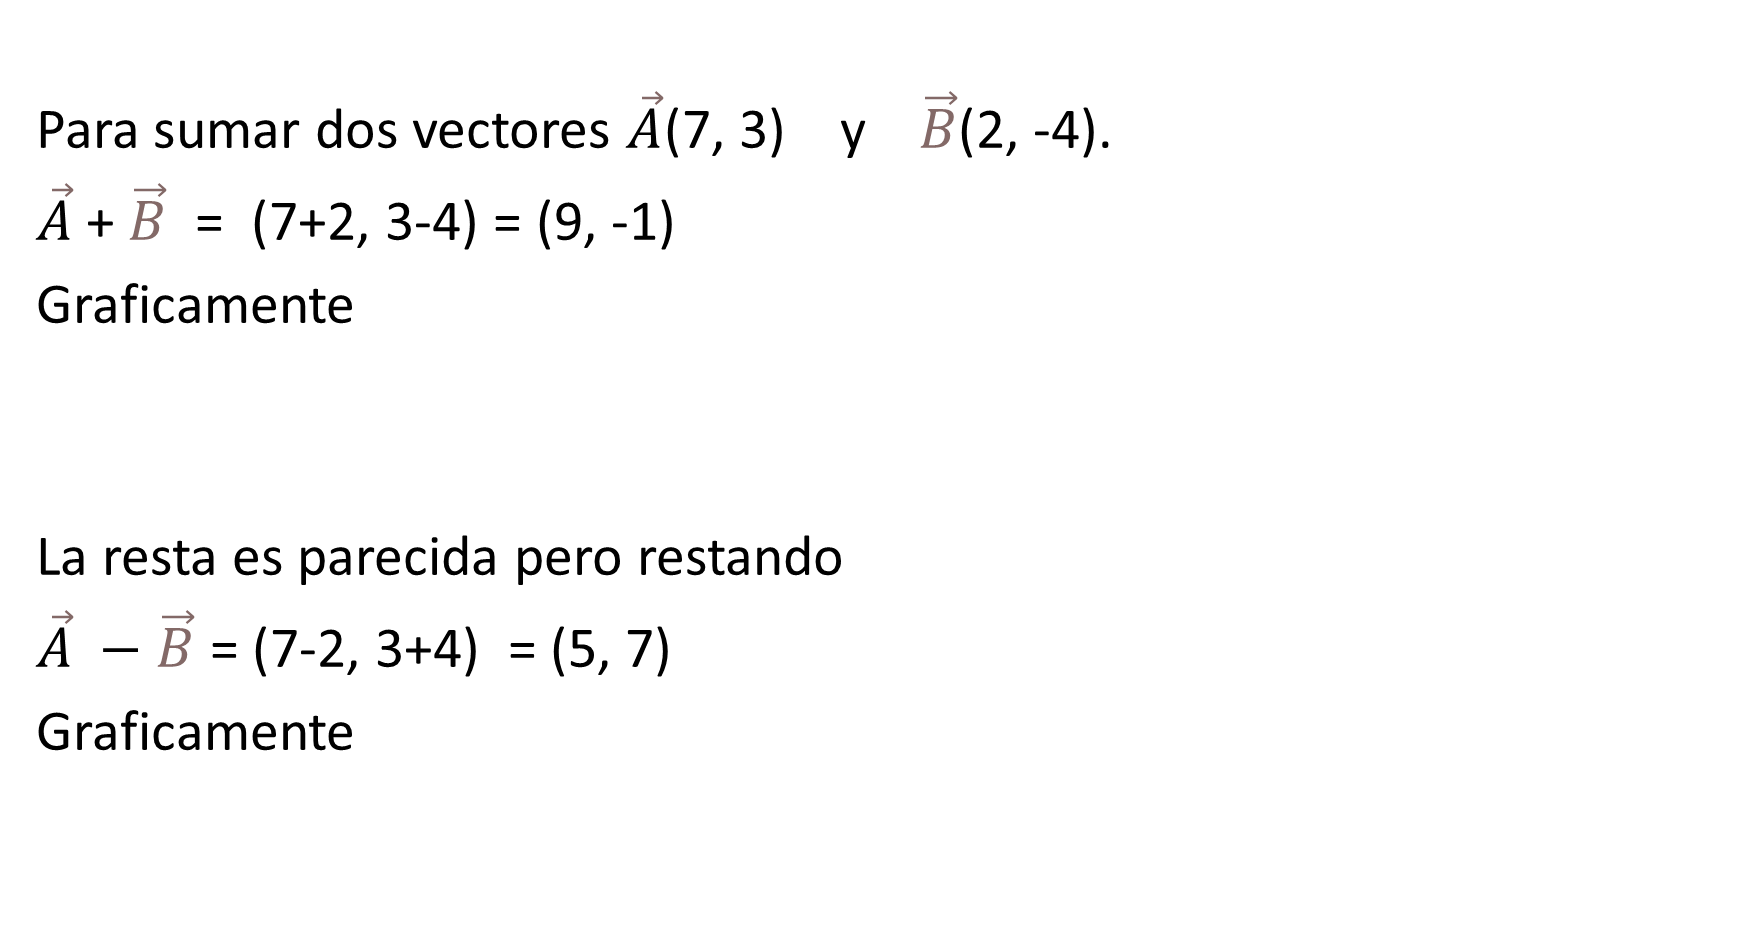 Para sumar dos vectores A⃗(7, 3) y B⃗(2, -4).
A⃗ + B⃗ = (7+2, 3-4) = (9, -1)
Graficamente
La resta es parecida pero restando
A⃗ − B⃗ = (7-2, 3+4) = (5, 7)
Graficamente